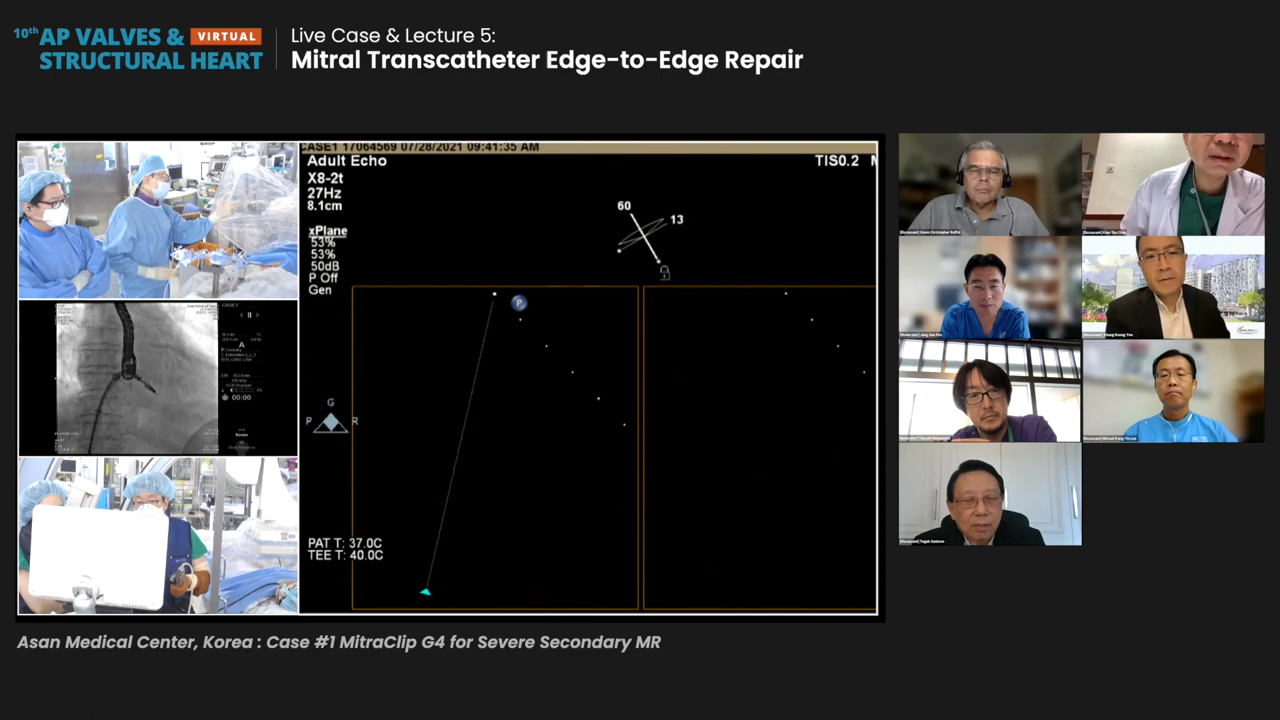 10th AP VALVES & VIRTUAL
STRUCTURAL HEART
Live Case & Lecture 5:
Mitral Transcatheter Edge-to-Edge Repair
CASE1 17064569 07/28/2021 09:41:35 AM
Adult Echo
TIS0.2 M
X8-2t
27Hz
8.1cm
xPlane
53%
53%
50dB
P Off
Gen
60
13
P
G
P R
PAT T: 37.0C
TEE T: 40.0C
A
00:00
Asan Medical Center, Korea : Case #1 MitraClip G4 for Severe Secondary MR